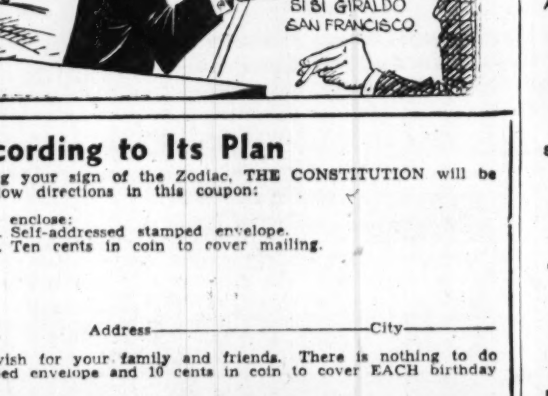 SI SI GIRALDO
SAN FRANCISCO.
cording to Its Plan
g your sign of the Zodiac, THE CONSTITUTION will be
ow directions in this coupon:
enclose:
Self-addressed stamped envelope.
Ten cents in coin to cover mailing.
Address City
wish for your family and friends. There is nothing to do
ed envelope and 10 cents in coin to cover EACH birthday